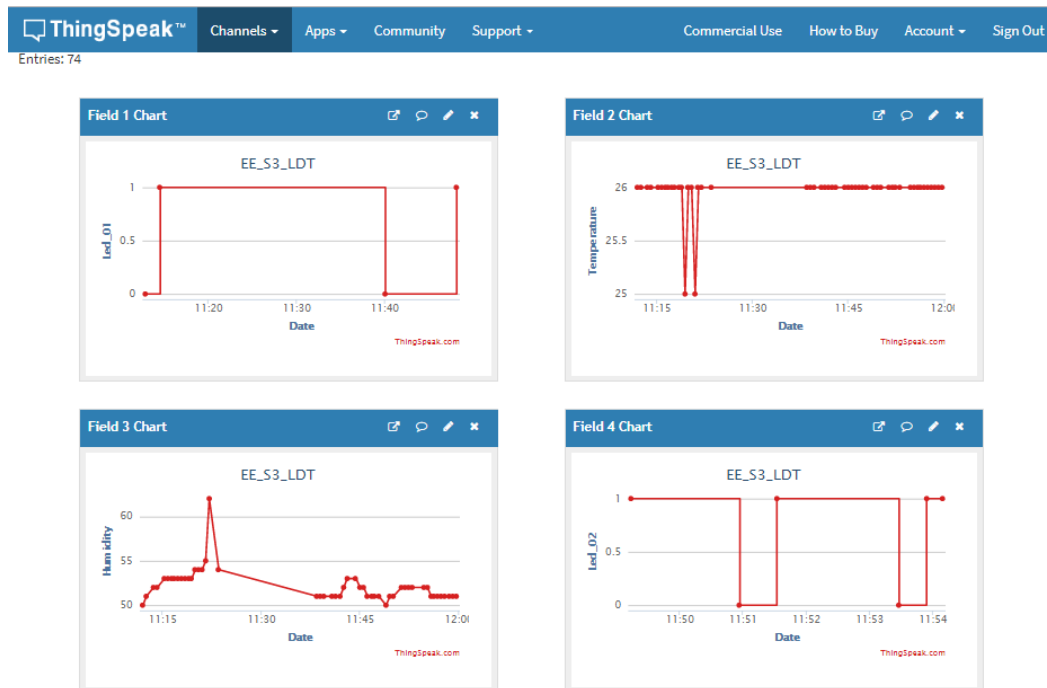 ThingSpeak™ Channels Apps Community Support Commercial Use How to Buy Account Sign Out
Entries: 74
Field 1 Chart
EE_S3_LDT
1
0.5
0
Led_01
11:20 11:30 11:40
Date
ThingSpeak.com
Field 2 Chart
EE_S3_LDT
26
25.5
25
Temperature
11:15 11:30 11:45 12:00
Date
ThingSpeak.com
Field 3 Chart
EE_S3_LDT
60
55
50
Humidity
11:15 11:30 11:45 12:00
Date
ThingSpeak.com
Field 4 Chart
EE_S3_LDT
1
0.5
0
Led_02
11:50 11:51 11:52 11:53 11:54
Date
ThingSpeak.com